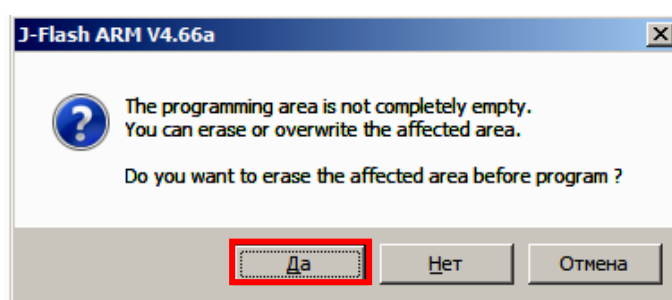 J-Flash ARM V4.66a
The programming area is not completely empty.
You can erase or overwrite the affected area.
Do you want to erase the affected area before program ?
Да
Нет
Отмена